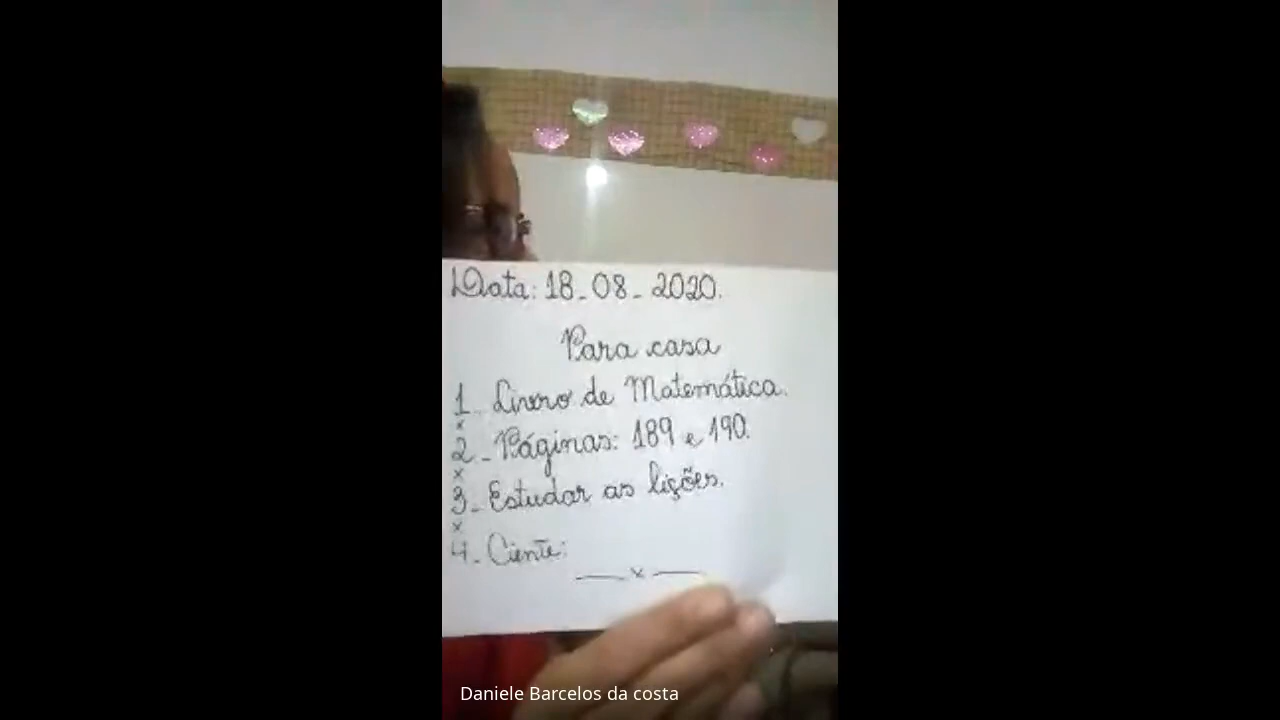 Data: 18-08-2020.
Para casa
1- Livro de Matemática.
x
2- Páginas: 189 e 190.
x
3- Estudar as lições.
x
4- Ciente:
—x—
Daniele Barcelos da costa